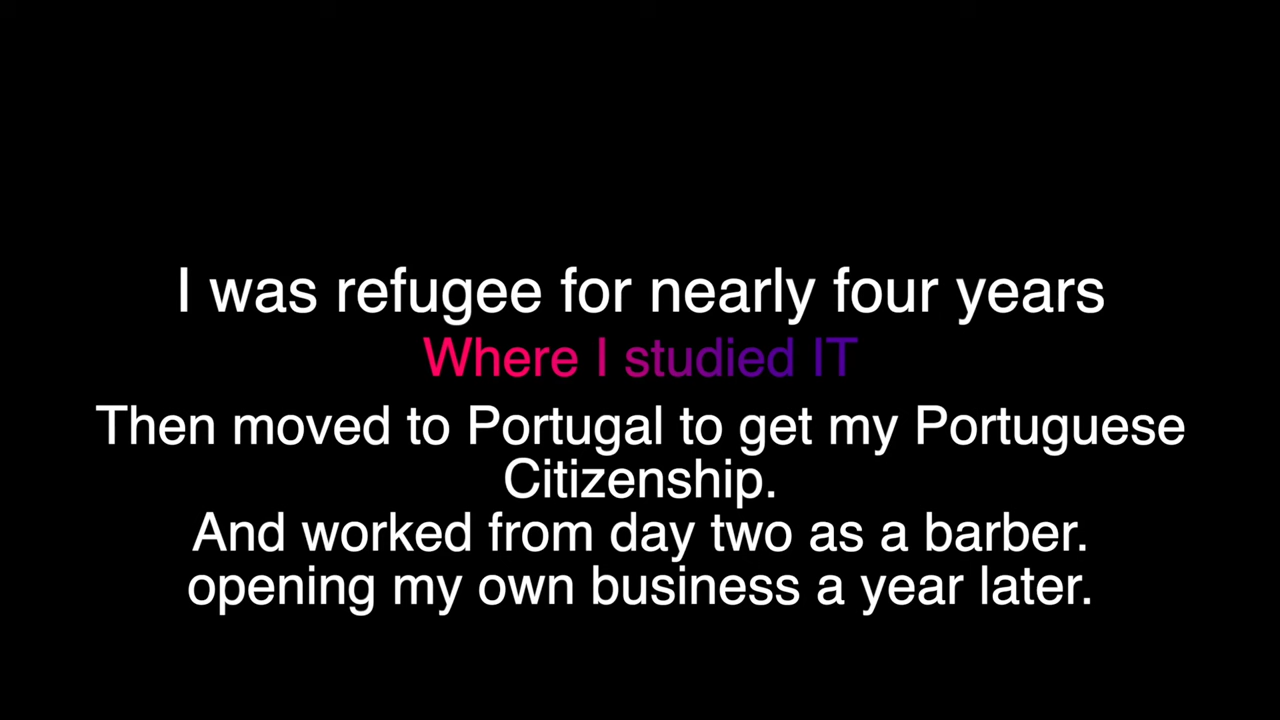 I was refugee for nearly four years
Where I studied IT
Then moved to Portugal to get my Portuguese
Citizenship.
And worked from day two as a barber.
opening my own business a year later.